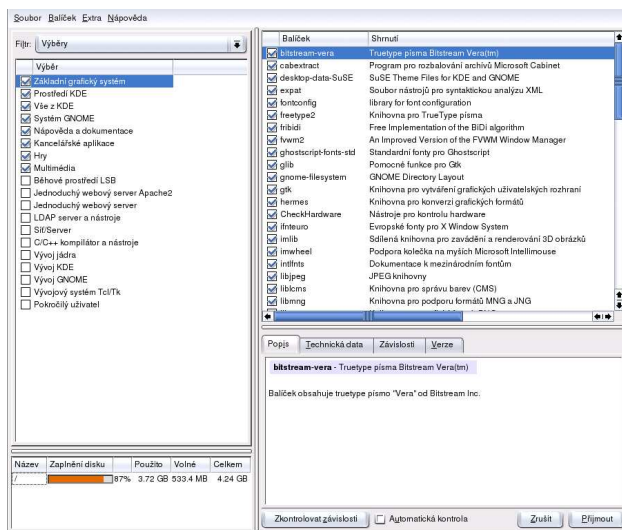 Soubor Balíček Extra Nápověda
Filtr: Výběry
Výběr
Základní grafický systém
Prostředí KDE
Vše z KDE
Systém GNOME
Nápověda a dokumentace
Kancelářské aplikace
Hry
Multimédia
Běhové prostředí LSB
Jednoduchý webový server Apache2
Jednoduchý webový server
LDAP server a nástroje
Síť/Server
C/C++ kompilátor a nástroje
Vývoj jádra
Vývoj KDE
Vývoj GNOME
Vývojový systém Tcl/Tk
Pokročilý uživatel
Název Zaplnění disku Použito Volné Celkem
/ 87% 3.72 GB 533.4 MB 4.24 GB
Balíček Shrnutí
bitstream-vera Truetype písma Bitstream Vera(tm)
cabextract Program pro rozbalování archivů Microsoft Cabinet
desktop-data-SuSE SuSE Theme Files for KDE and GNOME
expat Soubor nástrojů pro syntaktickou analýzu XML
fontconfig library for font configuration
freetype2 Knihovna pro TrueType písma
fribidi Free Implementation of the BiDi algorithm
fvwm2 An Improved Version of the FVWM Window Manager
ghostscript-fonts-std Standardní fonty pro Ghostscript
glib Pomocné funkce pro Gtk
gnome-filesystem GNOME Directory Layout
gtk Knihovna pro vytváření grafických uživatelských rozhraní
hermes Knihovna pro konverzi grafických formátů
CheckHardware Nástroje pro kontrolu hardware
ifnteuro Evropské fonty pro X Window System
imlib Sdílená knihovna pro zavádění a renderování 3D obrázků
imwheel Podpora kolečka na myších Microsoft Intellimouse
intlfnts Dokumentace k mezinárodním fontům
libjpeg JPEG knihovny
liblcms Knihovna pro správu barev (CMS)
libmng Knihovna pro podporu formátů MNG a JNG
Popis Technická data Závislosti Verze
bitstream-vera - Truetype písma Bitstream Vera(tm)
Balíček obsahuje truetype písmo "Vera" od Bitstream Inc.
Zkontrolovat závislosti Automatická kontrola Zrušit Přijmout